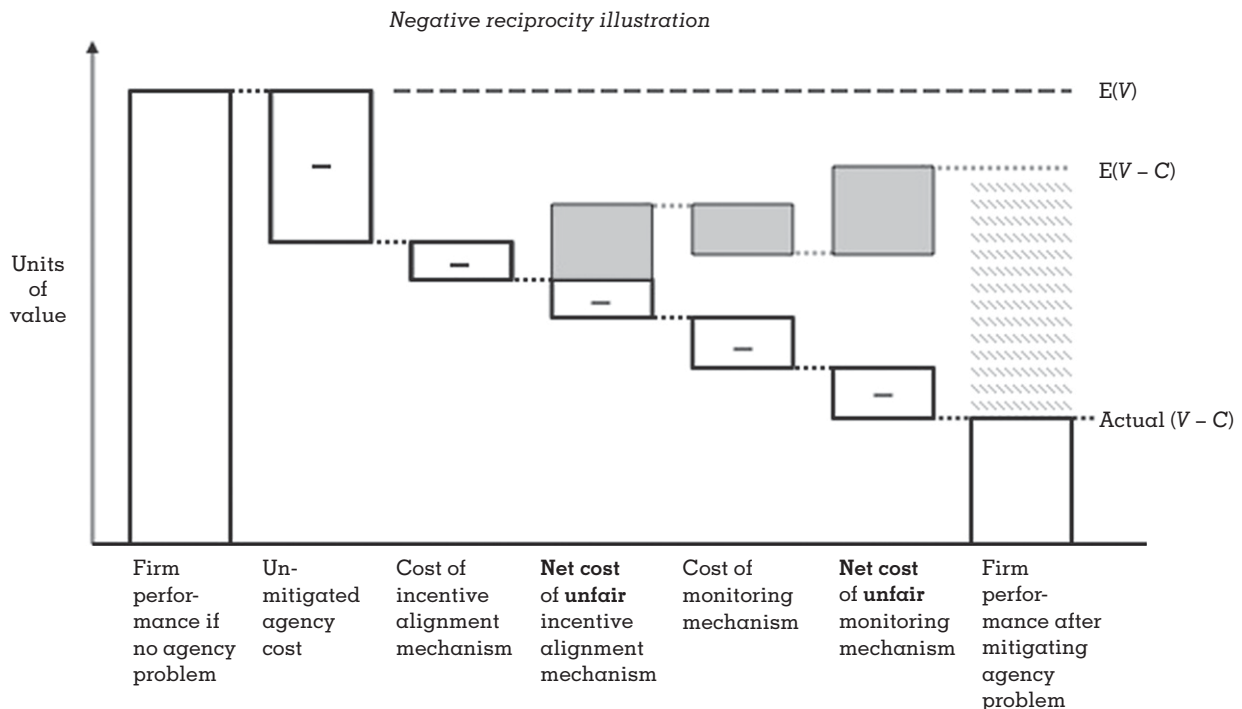 Negative reciprocity illustration
E(V)
E(V – C)
Units
of
value
Actual (V – C)
Firm
perfor-
mance if
no agency
problem
Un-
mitigated
agency
cost
Cost of
incentive
alignment
mechanism
Net cost
of unfair
incentive
alignment
mechanism
Cost of
monitoring
mechanism
Net cost
of unfair
monitoring
mechanism
Firm
perfor-
mance after
mitigating
agency
problem